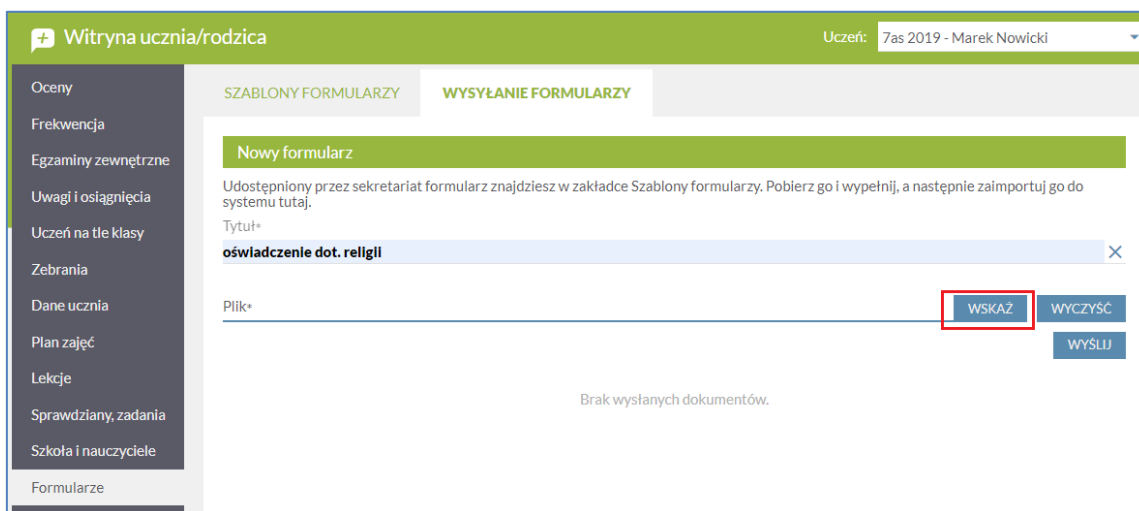 Witryna ucznia/rodzica
Uczeń: 7as 2019 - Marek Nowicki
Oceny
Frekwencja
Egzaminy zewnętrzne
Uwagi i osiągnięcia
Uczeń na tle klasy
Zebrania
Dane ucznia
Plan zajęć
Lekcje
Sprawdziany, zadania
Szkoła i nauczyciele
Formularze
SZABLONY FORMULARZY WYSYŁANIE FORMULARZY
Nowy formularz
Udostępniony przez sekretariat formularz znajdziesz w zakładce Szablony formularzy. Pobierz go i wypełnij, a następnie zaimportuj go do
systemu tutaj.
Tytuł*
oświadczenie dot. religii
Plik* WSKAŻ WYCZYŚĆ
WYŚLIJ
Brak wysłanych dokumentów.